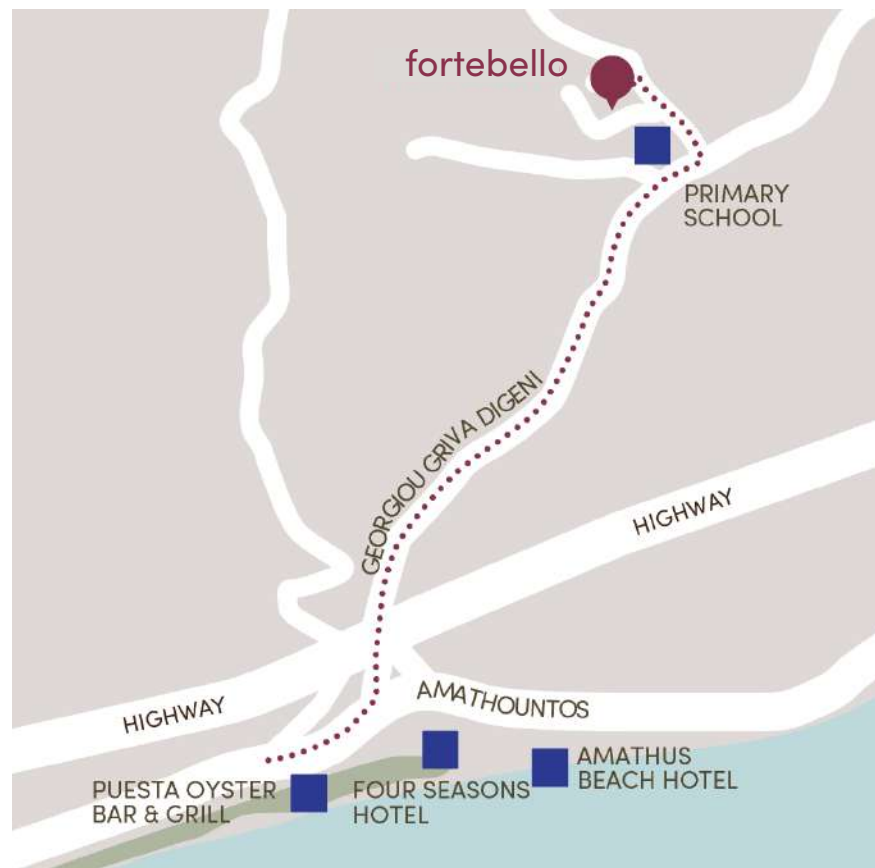 fortebello
PRIMARY
SCHOOL
GEORGIOU GRIVA DIGENI
HIGHWAY
HIGHWAY
AMATHOUNTOS
PUESTA OYSTER
BAR & GRILL
FOUR SEASONS
HOTEL
AMATHUS
BEACH HOTEL